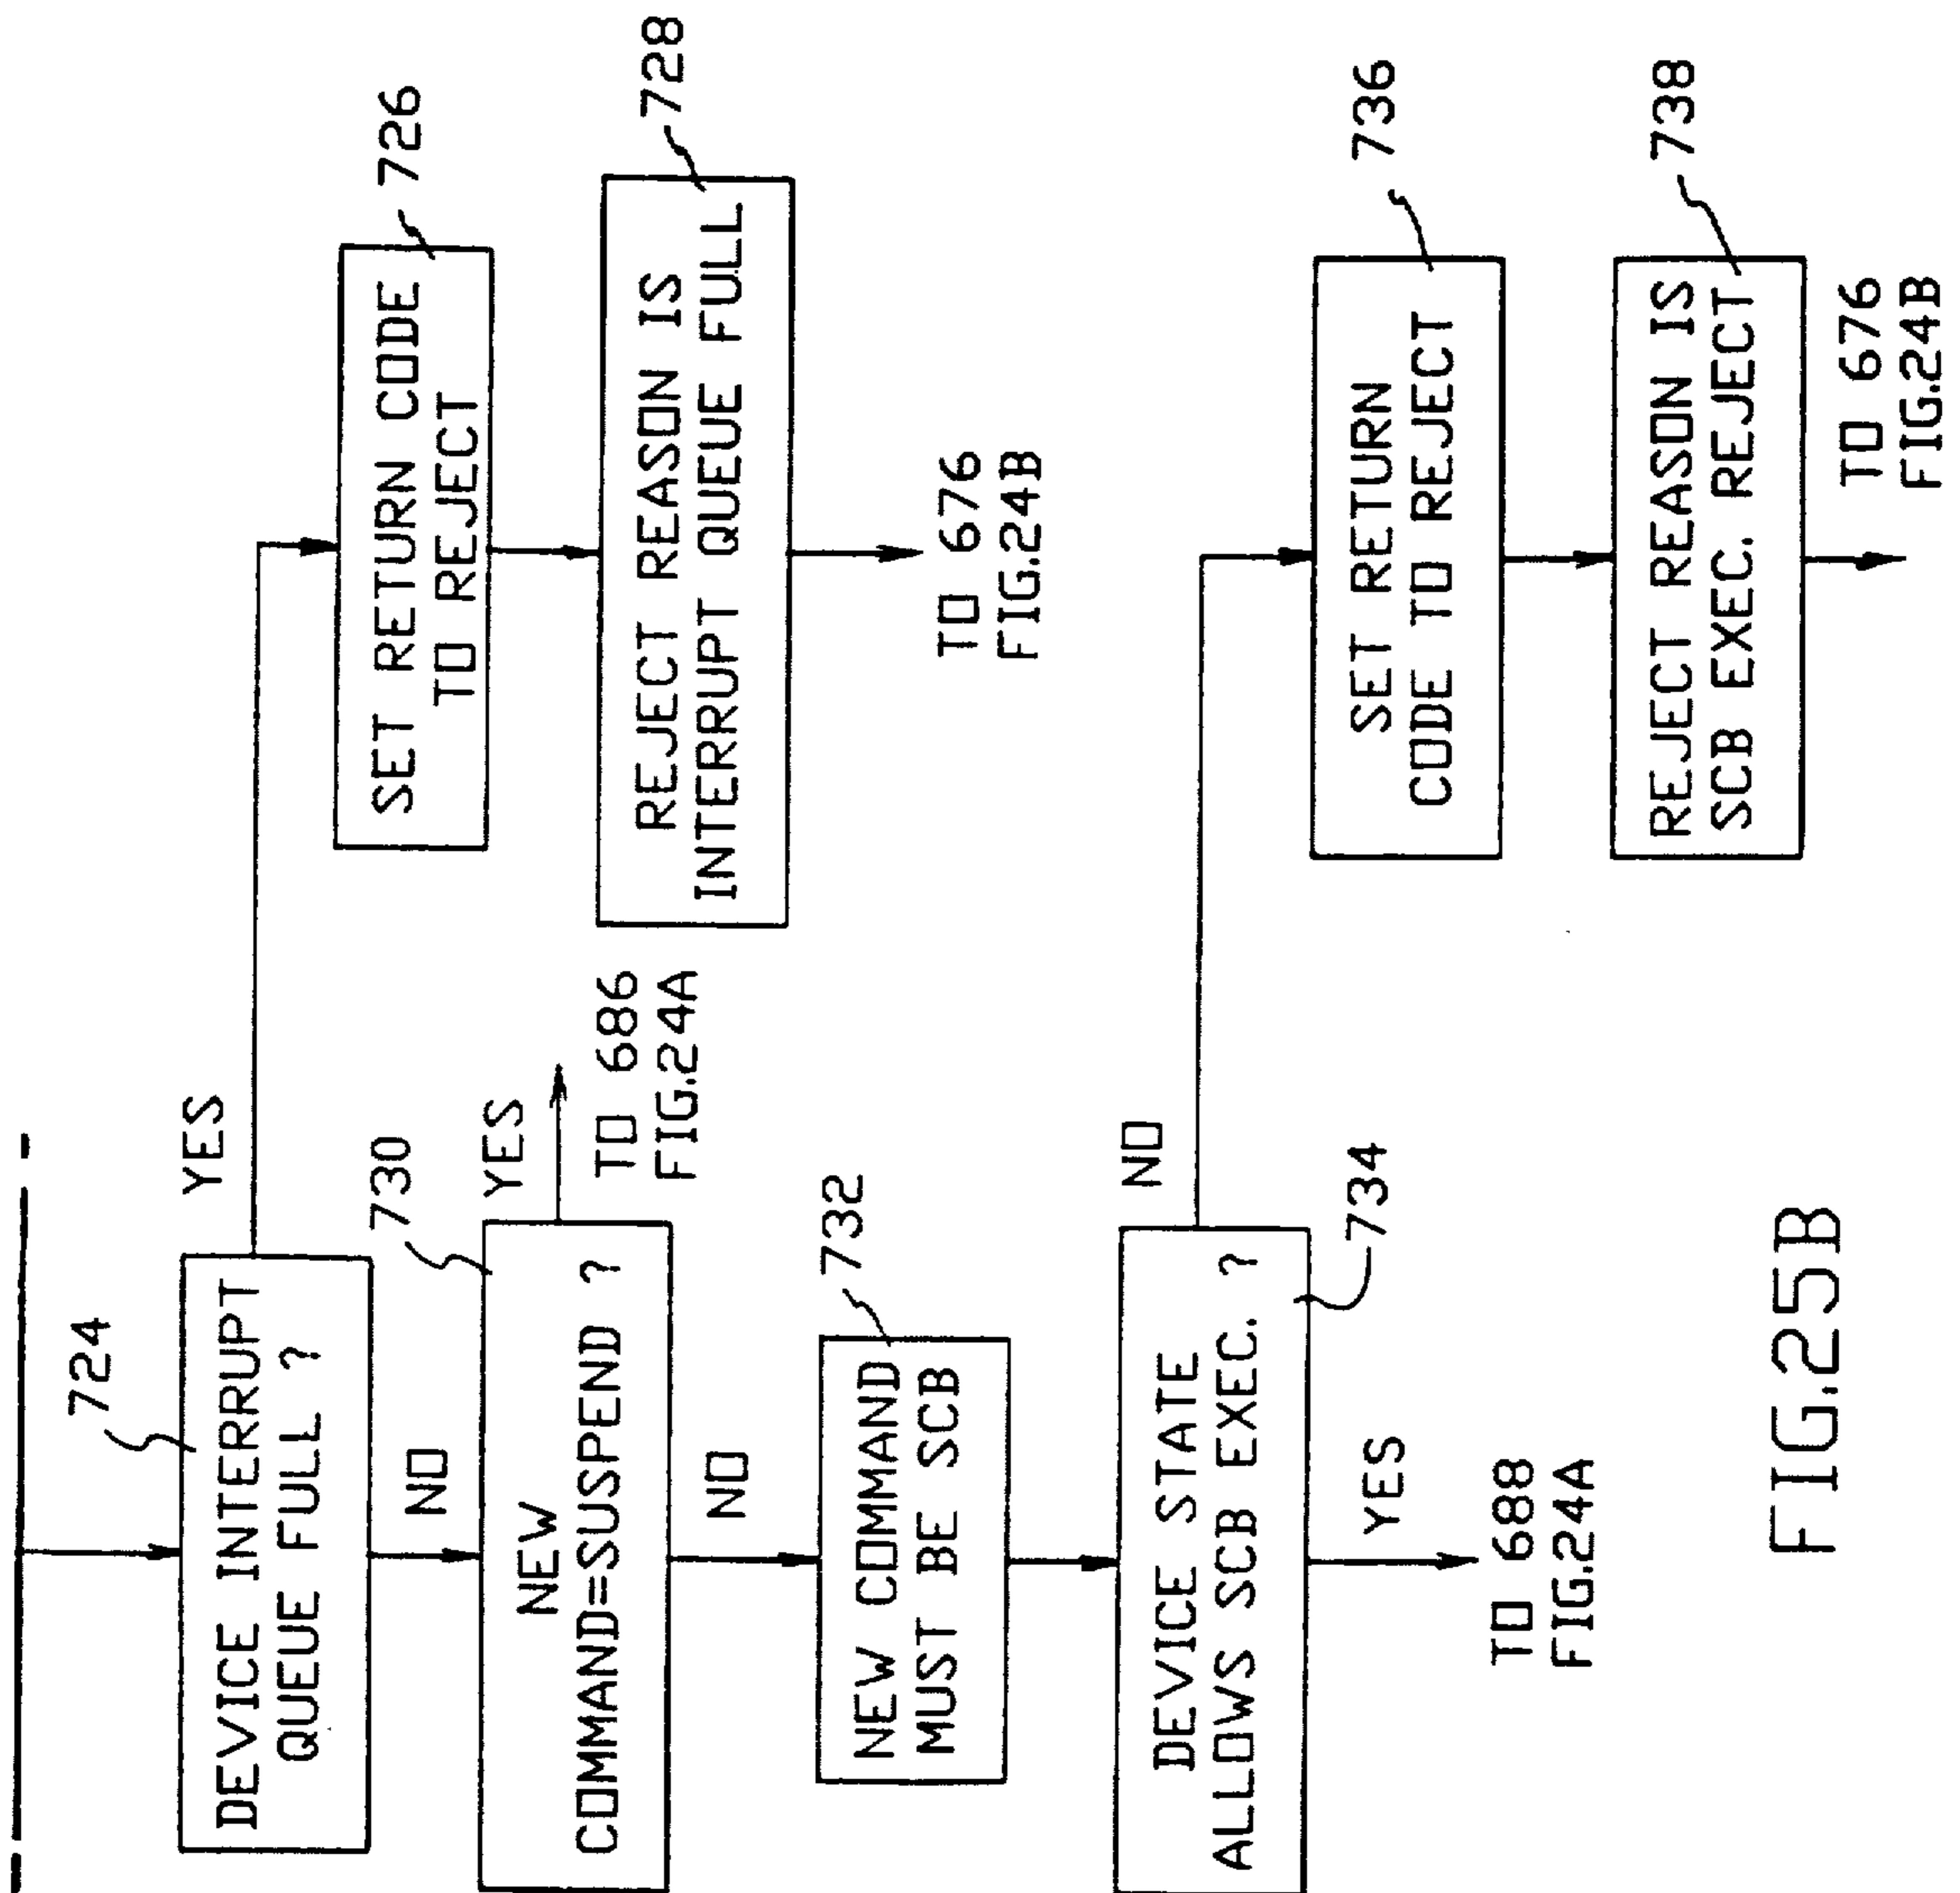 724
DEVICE INTERRUPT
QUEUE FULL ?
YES
SET RETURN CODE
TO REJECT
726
REJECT REASON IS
INTERRUPT QUEUE FULL
728
TO 676
FIG.24B
NO
730
NEW
COMMAND=SUSPEND ?
YES
TO 686
FIG.24A
NO
732
NEW COMMAND
MUST BE SCB
DEVICE STATE
ALLOWS SCB EXEC. ?
734
NO
SET RETURN
CODE TO REJECT
736
REJECT REASON IS
SCB EXEC. REJECT
738
TO 676
FIG.24B
YES
TO 688
FIG.24A
FIG.25B